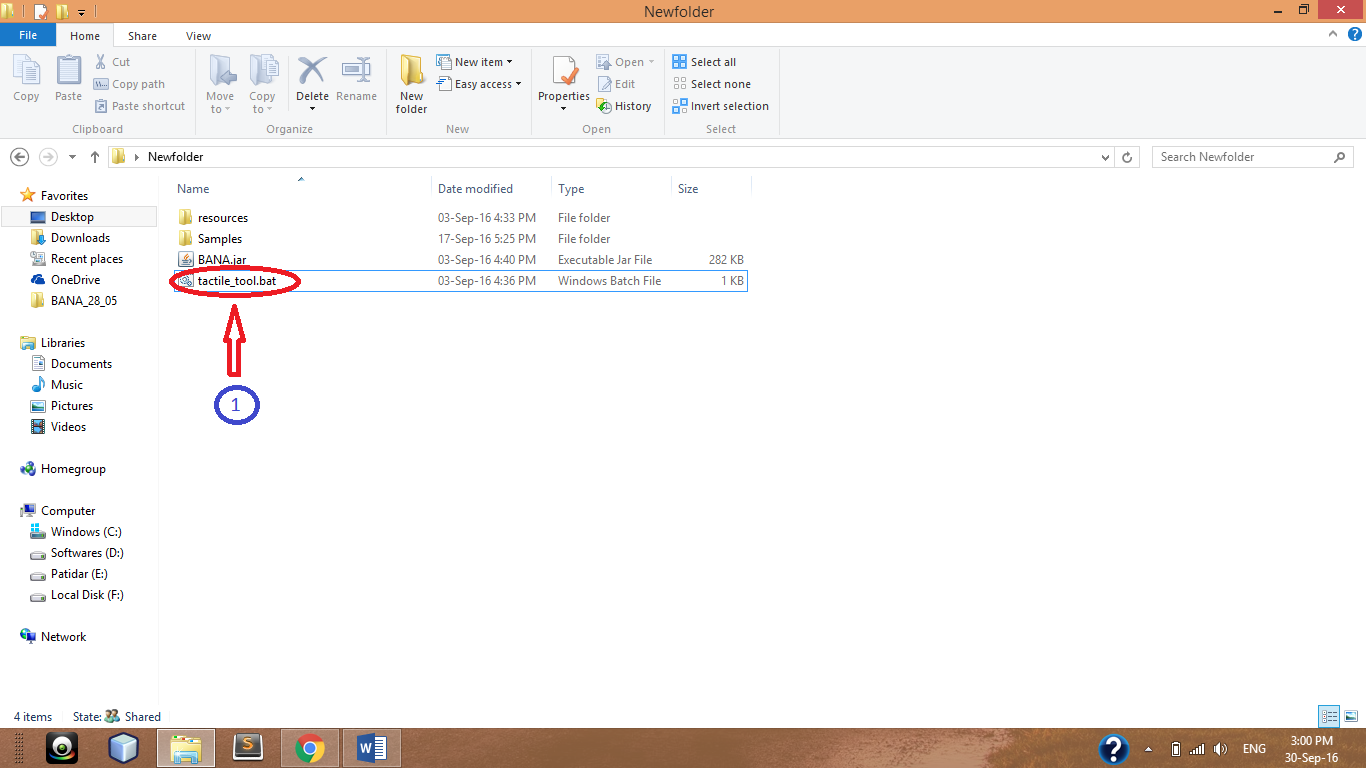 Newfolder
File Home Share View
Copy
Paste
Cut
Copy path
Paste shortcut
Clipboard
Move to
Copy to
Delete
Rename
Organize
New folder
New item
Easy access
New
Properties
Open
Edit
History
Open
Select all
Select none
Invert selection
Select
Newfolder
Search Newfolder
Favorites
Desktop
Downloads
Recent places
OneDrive
BANA_28_05
Libraries
Documents
Music
Pictures
Videos
Homegroup
Computer
Windows (C:)
Softwares (D:)
Patidar (E:)
Local Disk (F:)
Network
Name Date modified Type Size
resources 03-Sep-16 4:33 PM File folder
Samples 17-Sep-16 5:25 PM File folder
BANA.jar 03-Sep-16 4:40 PM Executable Jar File 282 KB
tactile_tool.bat 03-Sep-16 4:36 PM Windows Batch File 1 KB
1
4 items State: Shared
S
W
?
ENG
3:00 PM
30-Sep-16